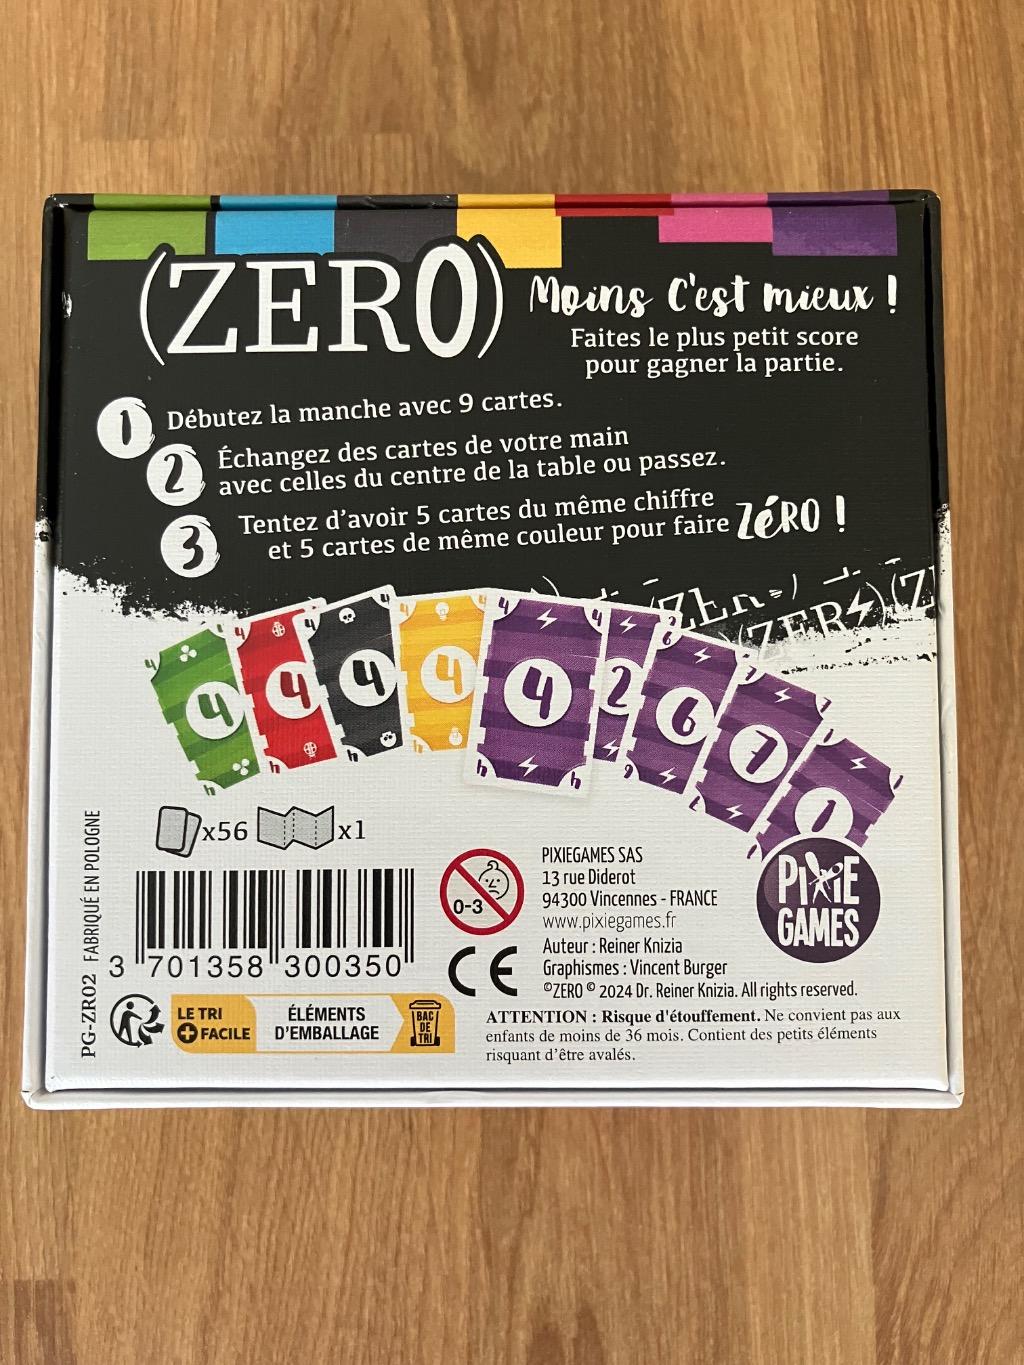 (ZERO)
Moins C'est mieux !
Faites le plus petit score
pour gagner la partie.
1 Débutez la manche avec 9 cartes.
2 Échangez des cartes de votre main
avec celles du centre de la table ou passez.
3 Tentez d'avoir 5 cartes du même chiffre
et 5 cartes de même couleur pour faire ZéRO !
4 4 4 4 4 2 6 7 1
x56 x1
3 701358 300350
PG-ZR02 FABRIQUÉ EN POLOGNE
LE TRI
+ FACILE
ÉLÉMENTS
D'EMBALLAGE
BAC
DE
TRI
0-3
CE
PIXIEGAMES SAS
13 rue Diderot
94300 Vincennes - FRANCE
www.pixiegames.fr
Auteur : Reiner Knizia
Graphismes : Vincent Burger
©ZERO © 2024 Dr. Reiner Knizia. All rights reserved.
PIXIE
GAMES
ATTENTION : Risque d'étouffement. Ne convient pas aux
enfants de moins de 36 mois. Contient des petits éléments
risquant d'être avalés.